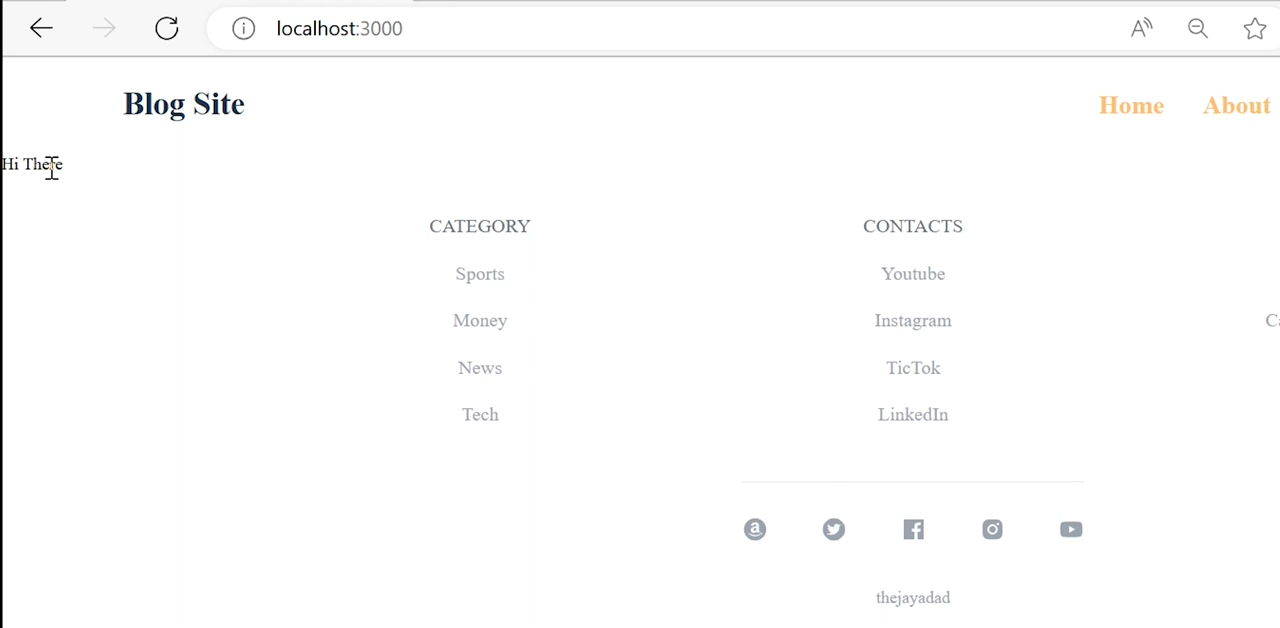 localhost:3000
Blog Site
Home
About
Hi There
CATEGORY
CONTACTS
Sports
Youtube
Money
Instagram
Ca
News
TicTok
Tech
LinkedIn
thejayadad